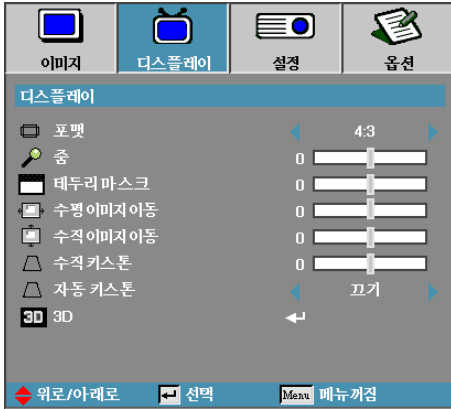 이미지 디스플레이 설정 옵션
디스플레이
포맷 4:3
줌 0
테두리 마스크 0
수평 이미지 이동 0
수직 이미지 이동 0
수직 키스톤 0
자동 키스톤 끄기
3D 3D
위로/아래로 선택 Menu 메뉴꺼짐